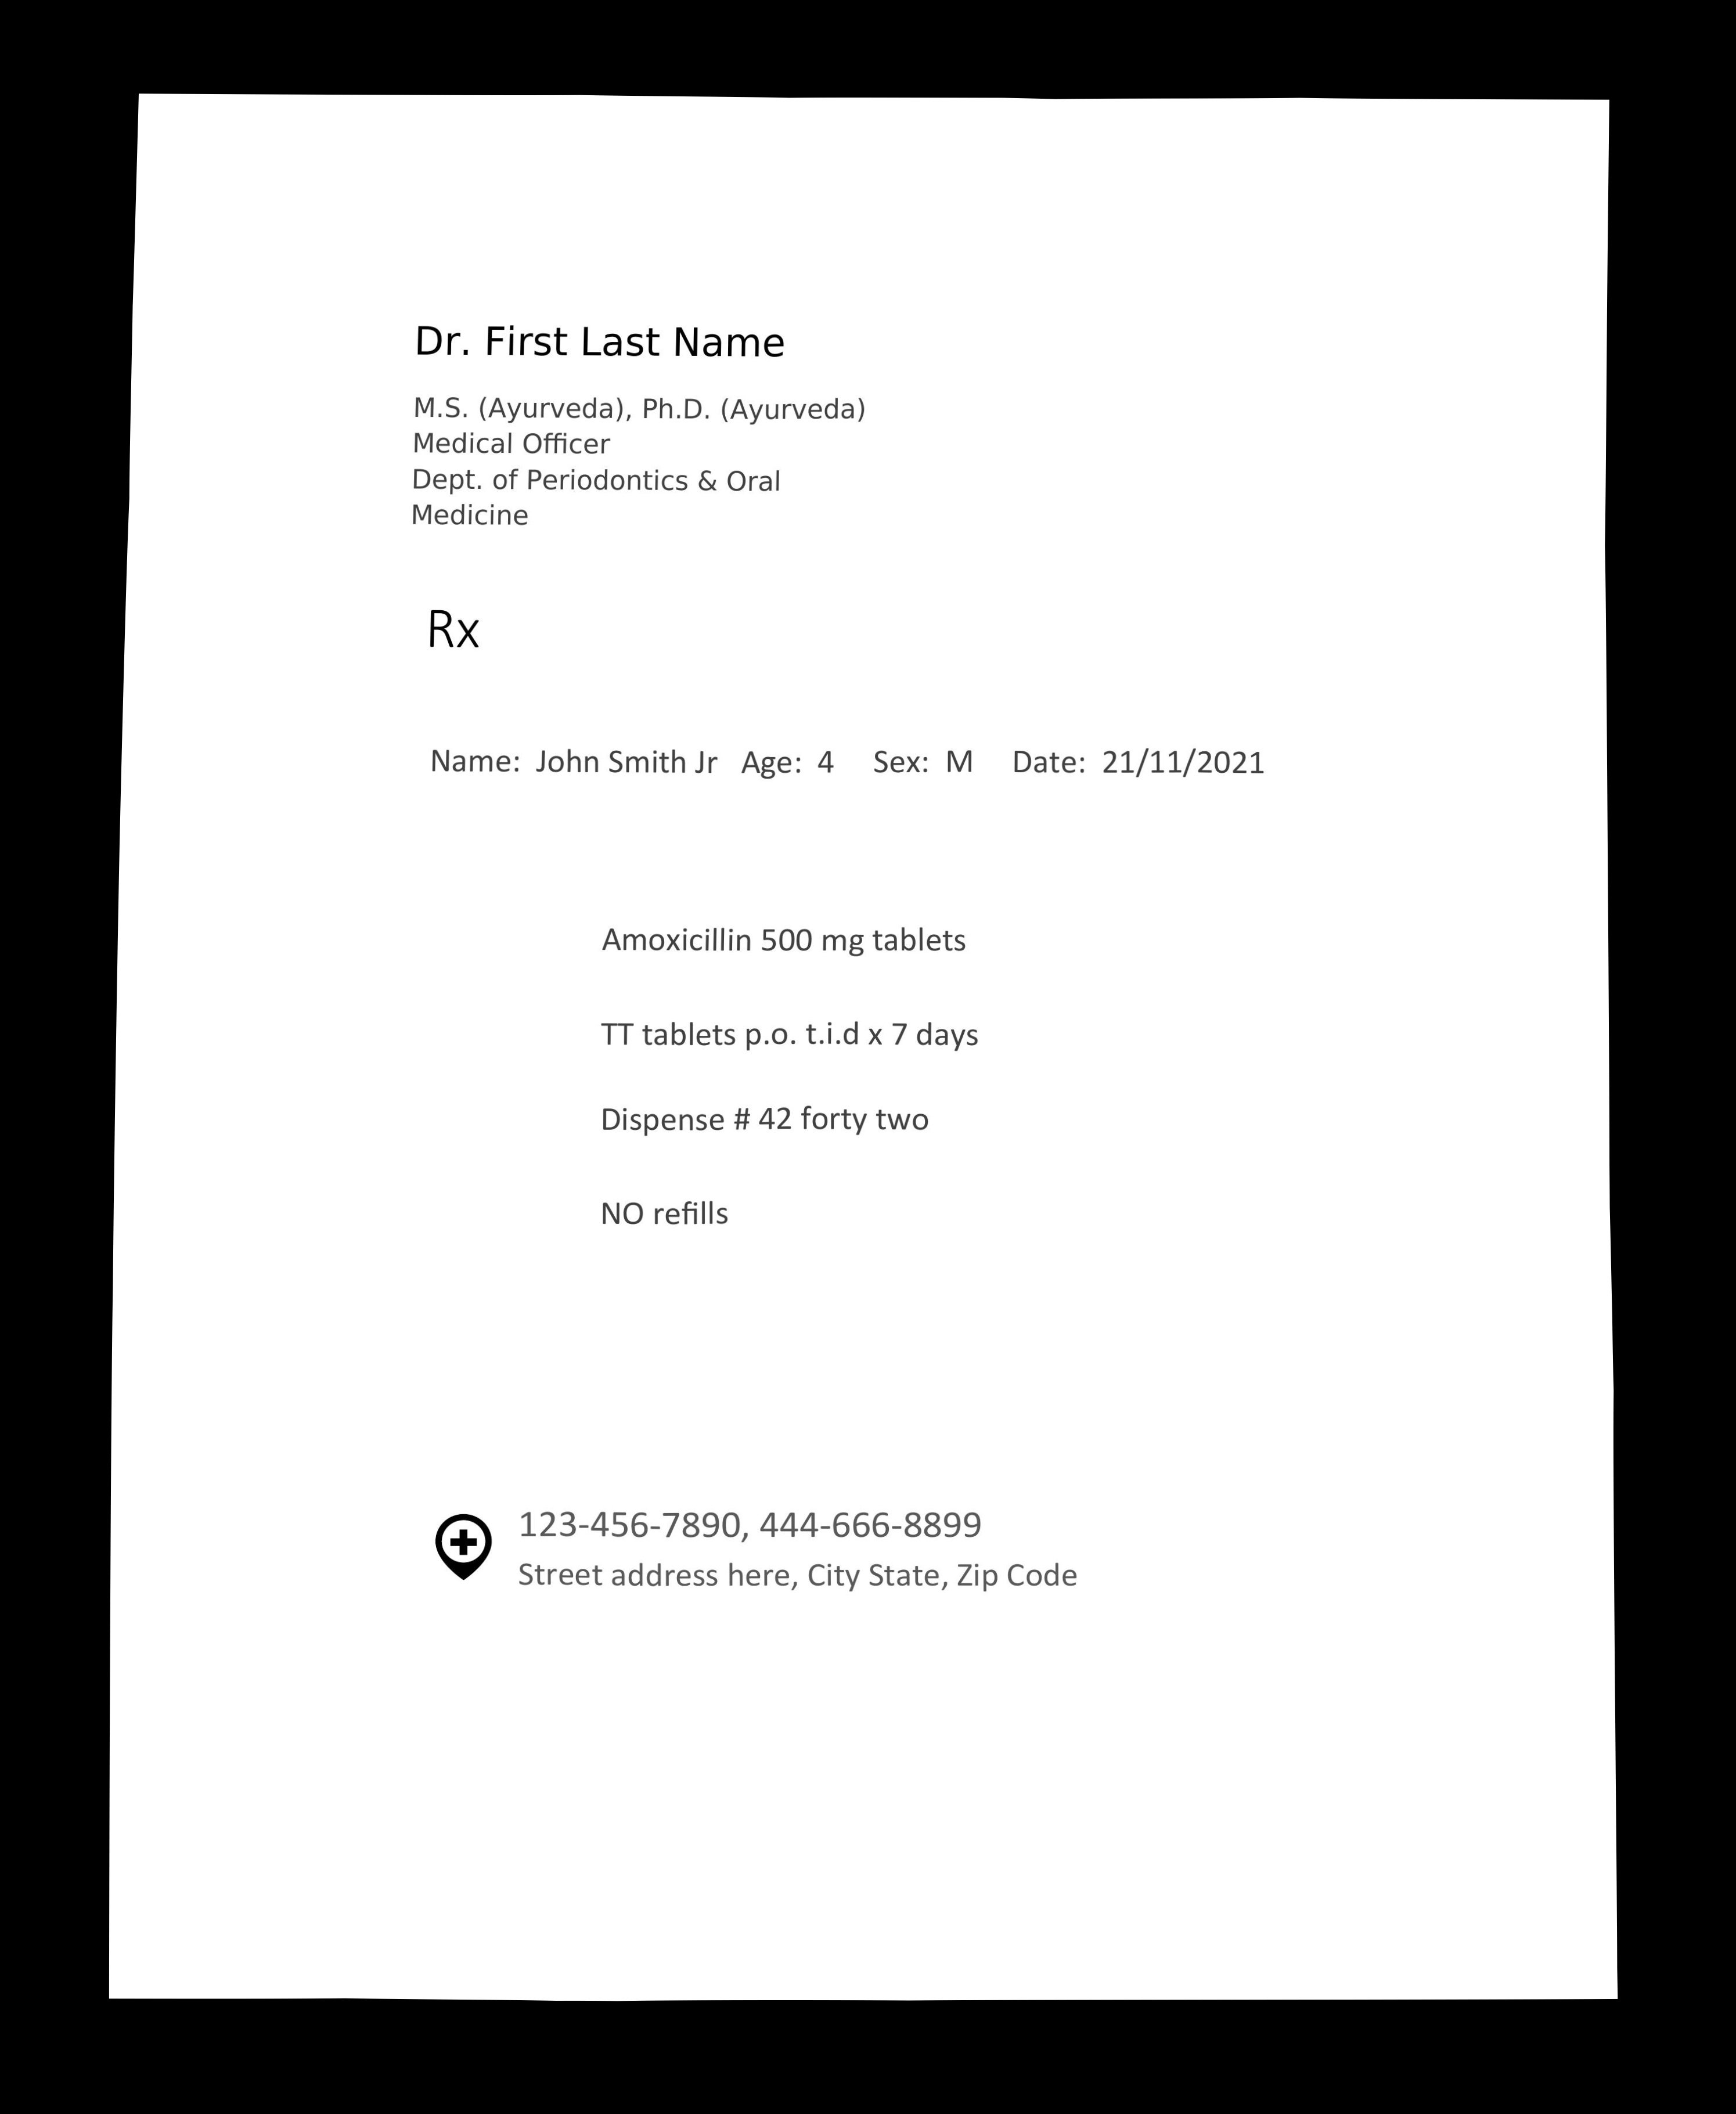 Dr. First Last Name
M.S. (Ayurveda), Ph.D. (Ayurveda)
Medical Officer
Dept. of Periodontics & Oral
Medicine
Rx
Name: John Smith Jr Age: 4 Sex: M Date: 21/11/2021
Amoxicillin 500 mg tablets
TT tablets p.o. t.i.d x 7 days
Dispense # 42 forty two
NO refills
123-456-7890, 444-666-8899
Street address here, City State, Zip Code